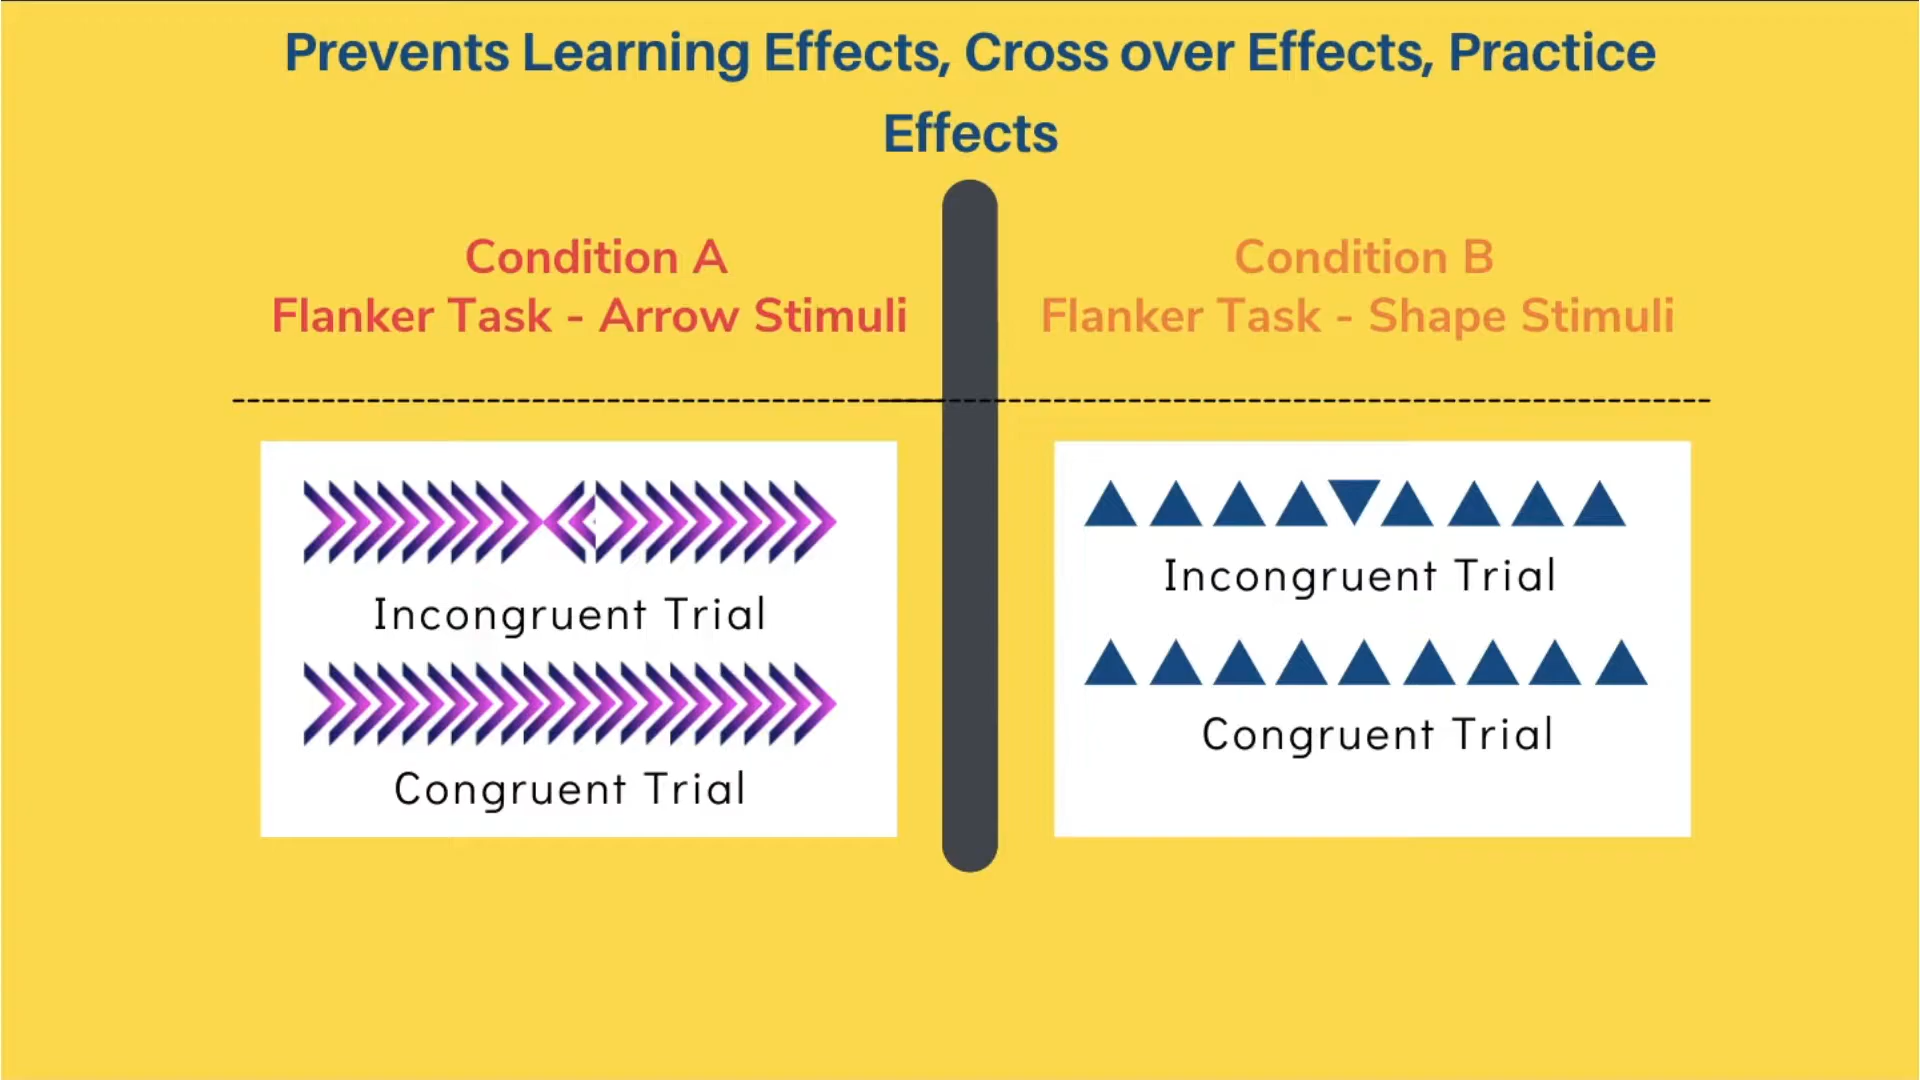 Prevents Learning Effects, Cross over Effects, Practice
Effects
Condition A
Flanker Task - Arrow Stimuli
Condition B
Flanker Task - Shape Stimuli
Incongruent Trial
Congruent Trial
Incongruent Trial
Congruent Trial